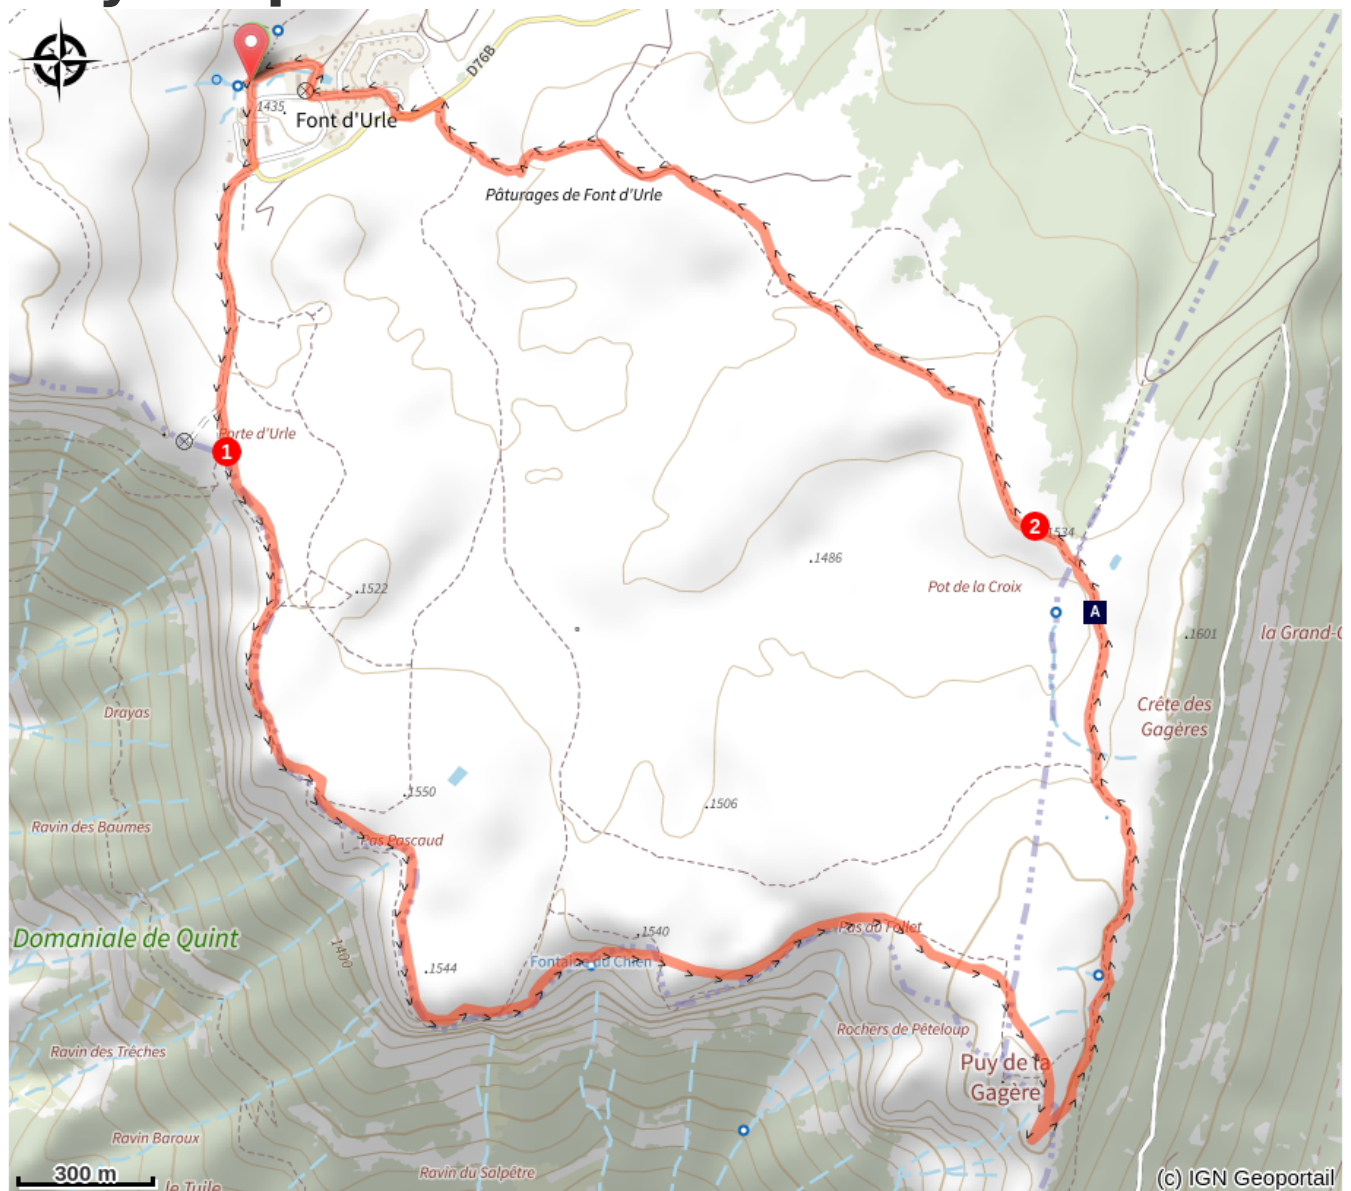 D76B
1435
Font d'Urle
Pâturages de Font d'Urle
Porte d'Urle
1
2
1534
.1486
Pot de la Croix
.1522
A
.1601
Crête des
Gagères
Drayas
.1550
.1506
Ravin des Baumes
Pas Pascaud
Domaniale de Quint
1400
.1544
.1540
Fontaine du Chien
Pas du Follet
Rochers de Pételoup
Puy de la
Gagère
Ravin des Trêches
Ravin Baroux
Ravin du Salpêtre
300 m
le Tuile
(c) IGN Geoportail